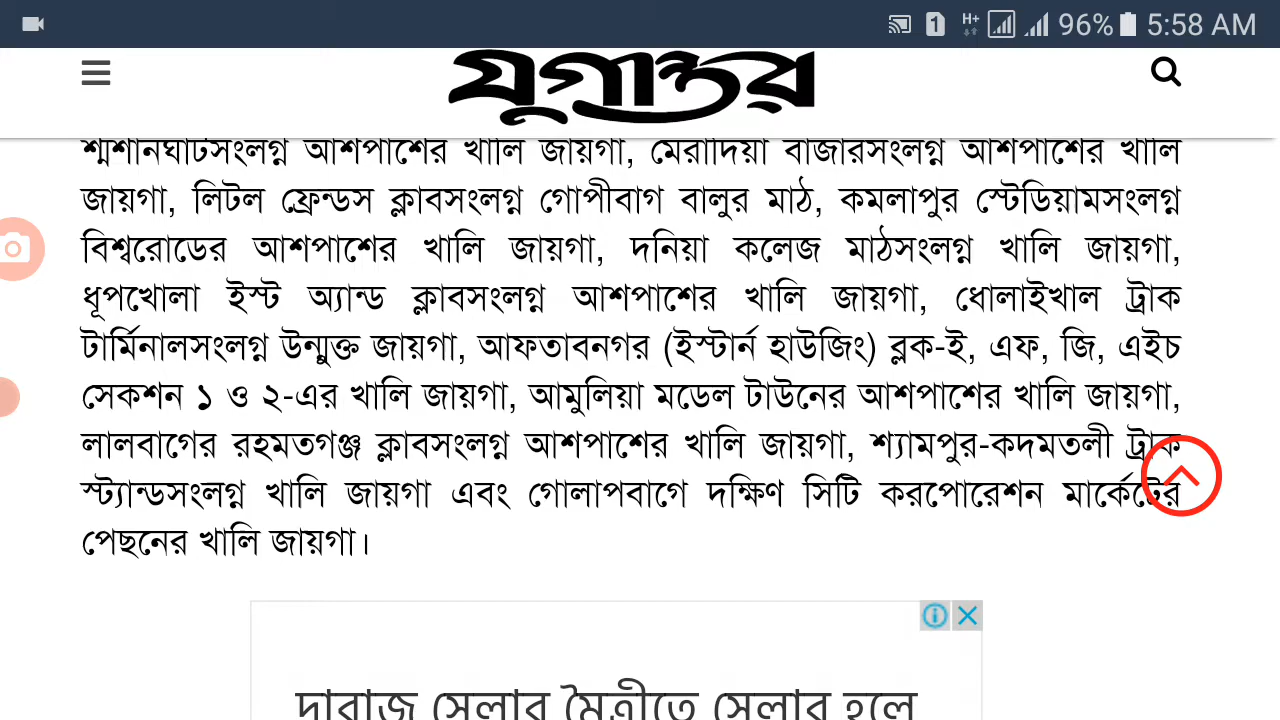 1 H+ 96% 5:58 AM
যুগান্তর
শ্মশানঘাটসংলগ্ন আশপাশের খালি জায়গা, মেরাদিয়া বাজারসংলগ্ন আশপাশের খালি
জায়গা, লিটল ফ্রেন্ডস ক্লাবসংলগ্ন গোপীবাগ বালুর মাঠ, কমলাপুর স্টেডিয়ামসংলগ্ন
বিশ্বরোডের আশপাশের খালি জায়গা, দনিয়া কলেজ মাঠসংলগ্ন খালি জায়গা,
ধূপখোলা ইস্ট অ্যান্ড ক্লাবসংলগ্ন আশপাশের খালি জায়গা, ধোলাইখাল ট্রাক
টার্মিনালসংলগ্ন উন্মুক্ত জায়গা, আফতাবনগর (ইস্টার্ন হাউজিং) ব্লক-ই, এফ, জি, এইচ
সেকশন ১ ও ২-এর খালি জায়গা, আমুলিয়া মডেল টাউনের আশপাশের খালি জায়গা,
লালবাগের রহমতগঞ্জ ক্লাবসংলগ্ন আশপাশের খালি জায়গা, শ্যামপুর-কদমতলী ট্রাক
স্ট্যান্ডসংলগ্ন খালি জায়গা এবং গোলাপবাগে দক্ষিণ সিটি করপোরেশন মার্কেটের
পেছনের খালি জায়গা।
দারাজ সেলার মৈত্রীতে সেলার হলে